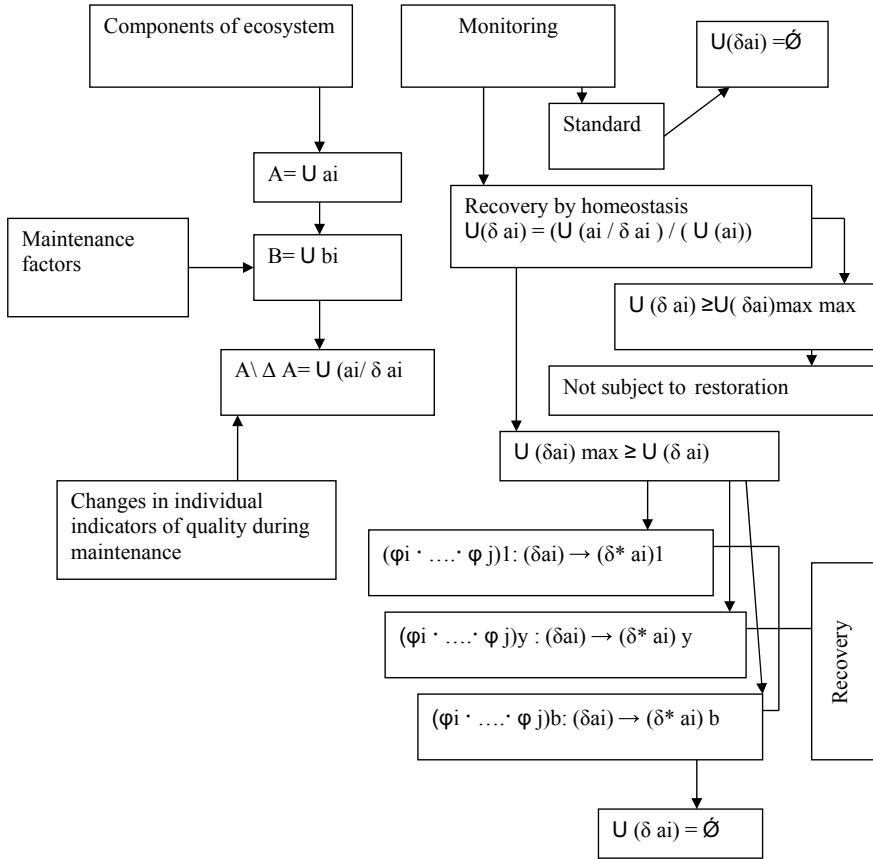 Components of ecosystem
Monitoring
U(δai) =Ǿ
Standard
A= U ai
Recovery by homeostasis
U(δ ai) = (U (ai / δ ai ) / ( U (ai))
Maintenance
factors
B= U bi
U (δ ai) ≥U( δai)max max
A\ Δ A= U (ai/ δ ai
Not subject to restoration
U (δai) max ≥ U (δ ai)
Changes in individual
indicators of quality during
maintenance
(φi · ….· φ j)1: (δai) → (δ* ai)1
(φi · ….· φ j)y : (δai) → (δ* ai) y
Recovery
(φi · ….· φ j)b: (δai) → (δ* ai) b
U (δ ai) = Ǿ